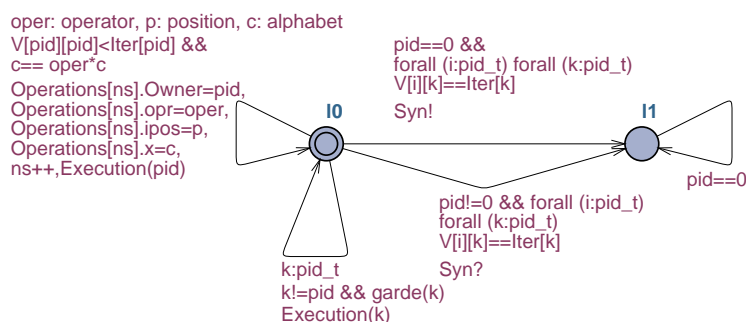 oper: operator, p: position, c: alphabet
V[pid][pid]<Iter[pid] &&
c== oper*c
Operations[ns].Owner=pid,
Operations[ns].opr=oper,
Operations[ns].ipos=p,
Operations[ns].x=c,
ns++,Execution(pid)
pid==0 &&
forall (i:pid_t) forall (k:pid_t)
V[i][k]==Iter[k]
Syn!
l0
l1
pid==0
pid!=0 && forall (i:pid_t)
forall (k:pid_t)
V[i][k]==Iter[k]
Syn?
k:pid_t
k!=pid && garde(k)
Execution(k)